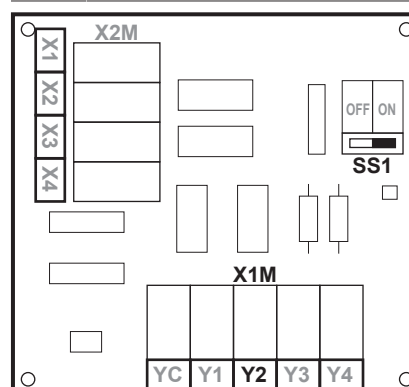 X2M
X1
X2
X3
X4
OFF ON
SS1
X1M
YC Y1 Y2 Y3 Y4